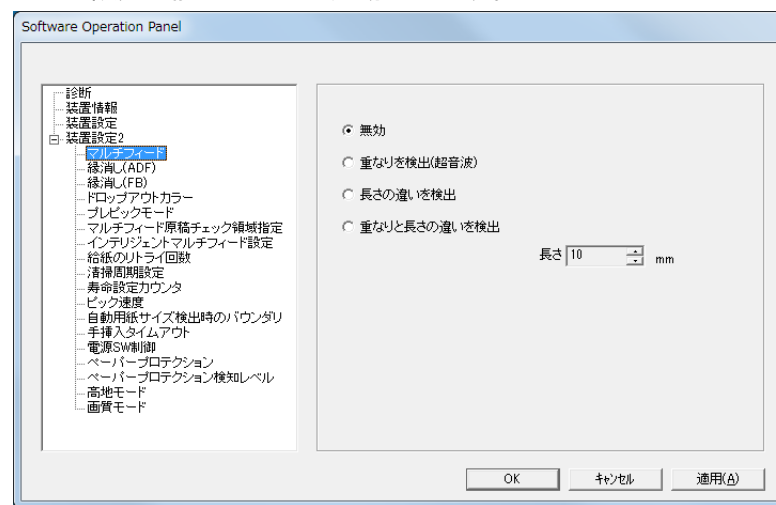 Software Operation Panel
診断
装置情報
装置設定
装置設定2
マルチフィード
縁消し(ADF)
縁消し(FB)
ドロップアウトカラー
プレピックモード
マルチフィード原稿チェック領域指定
インテリジェントマルチフィード設定
給紙のリトライ回数
清掃周期設定
寿命設定カウンタ
ピック速度
自動用紙サイズ検出時のバウンダリ
手挿入タイムアウト
電源SW制御
ペーパープロテクション
ペーパープロテクション検知レベル
高地モード
画質モード
無効
重なりを検出(超音波)
長さの違いを検出
重なりと長さの違いを検出
長さ 10 mm
OK キャンセル 適用(A)